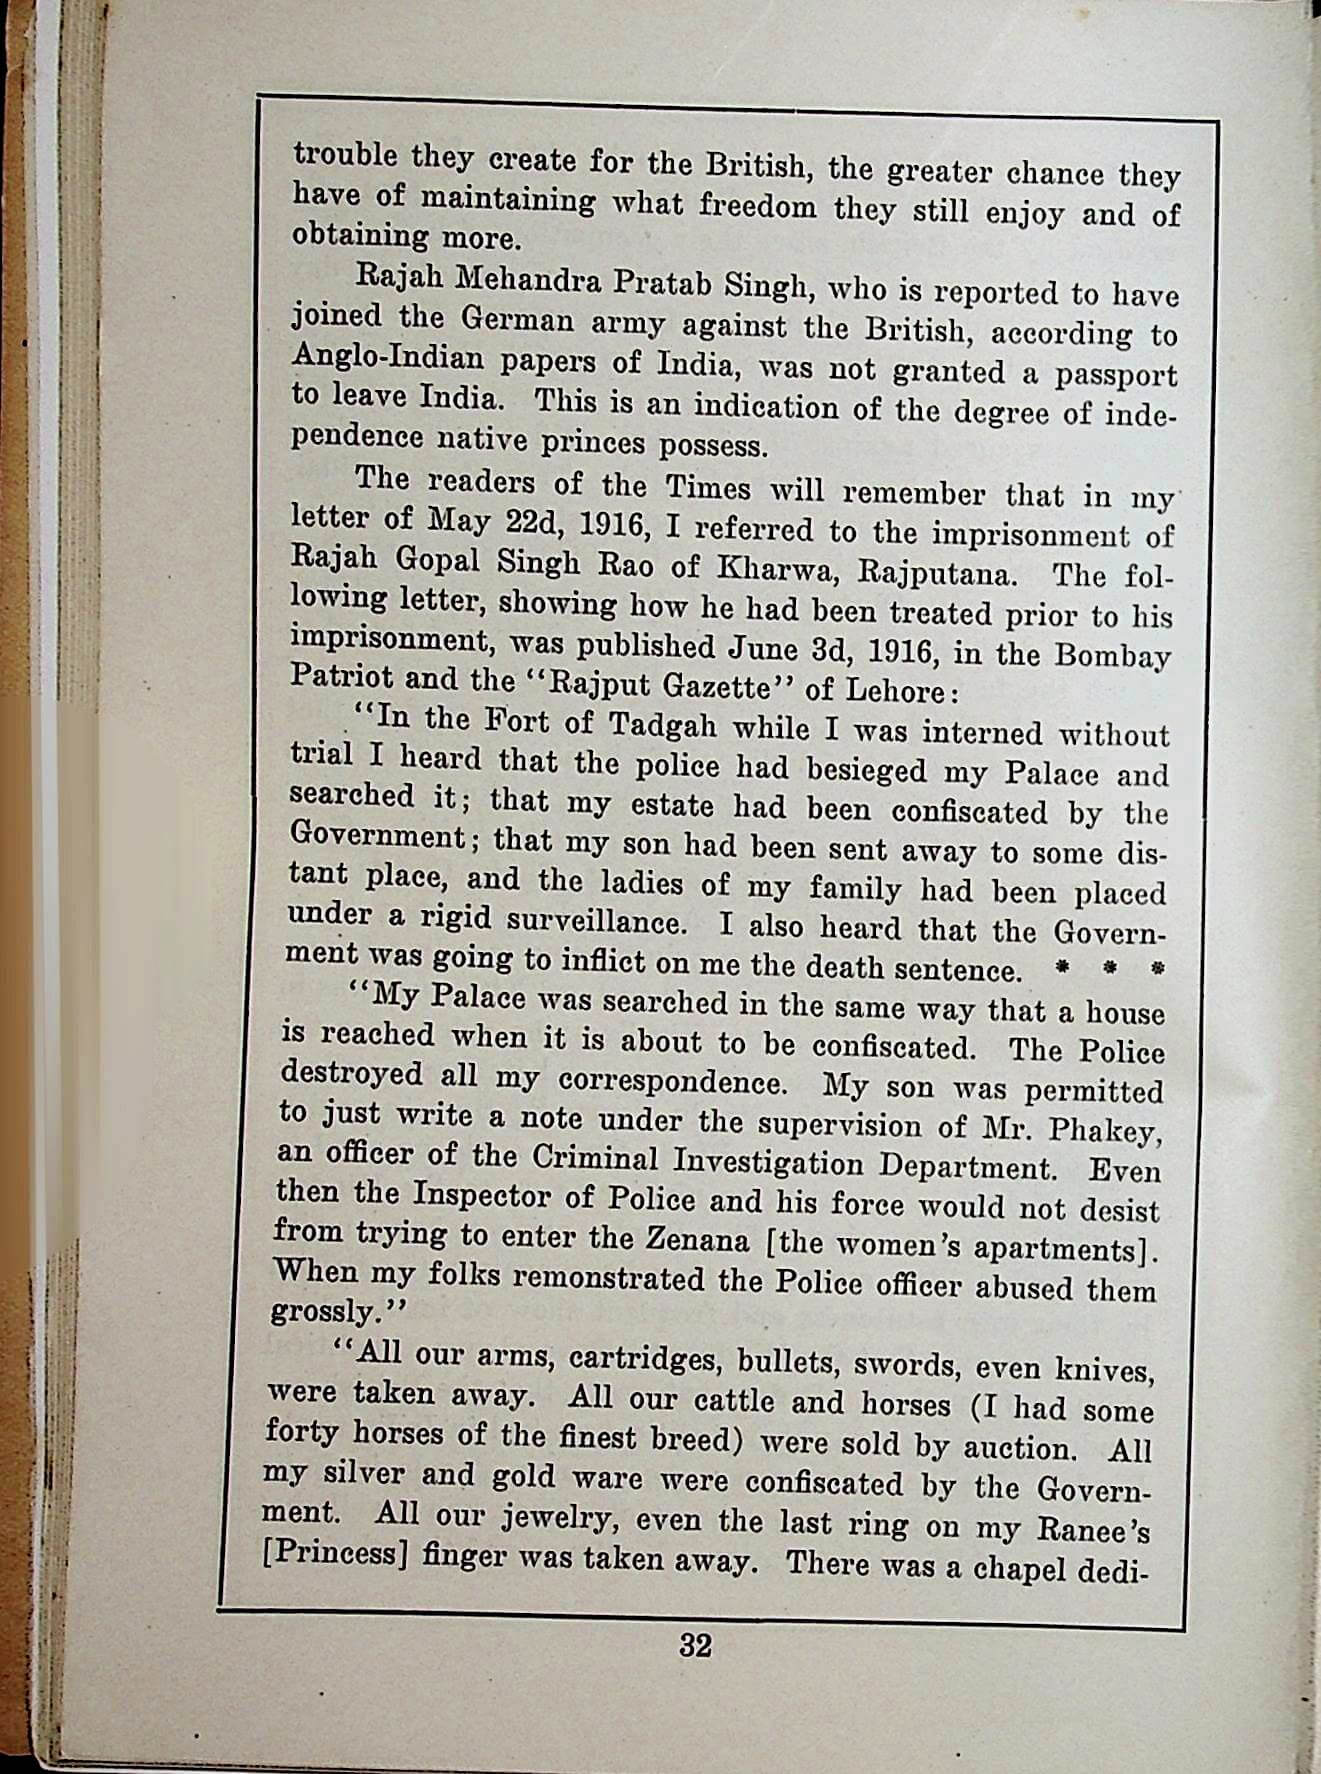 trouble they create for the British, the greater chance they
have of maintaining what freedom they still enjoy and of
obtaining more.
Rajah Mehandra Pratab Singh, who is reported to have
joined the German army against the British, according to
Anglo-Indian papers of India, was not granted a passport
to leave India. This is an indication of the degree of inde-
pendence native princes possess.
The readers of the Times will remember that in my
letter of May 22d, 1916, I referred to the imprisonment of
Rajah Gopal Singh Rao of Kharwa, Rajputana. The fol-
lowing letter, showing how he had been treated prior to his
imprisonment, was published June 3d, 1916, in the Bombay
Patriot and the ‘‘Rajput Gazette’’ of Lehore:
‘‘In the Fort of Tadgah while I was interned without
trial I heard that the police had besieged my Palace and
searched it; that my estate had been confiscated by the
Government; that my son had been sent away to some dis-
tant place, and the ladies of my family had been placed
under a rigid surveillance. I also heard that the Govern-
ment was going to inflict on me the death sentence. * * *
‘‘My Palace was searched in the same way that a house
is reached when it is about to be confiscated. The Police
destroyed all my correspondence. My son was permitted
to just write a note under the supervision of Mr. Phakey,
an officer of the Criminal Investigation Department. Even
then the Inspector of Police and his force would not desist
from trying to enter the Zenana [the women’s apartments].
When my folks remonstrated the Police officer abused them
grossly.’’
‘‘All our arms, cartridges, bullets, swords, even knives,
were taken away. All our cattle and horses (I had some
forty horses of the finest breed) were sold by auction. All
my silver and gold ware were confiscated by the Govern-
ment. All our jewelry, even the last ring on my Ranee’s
[Princess] finger was taken away. There was a chapel dedi-
32